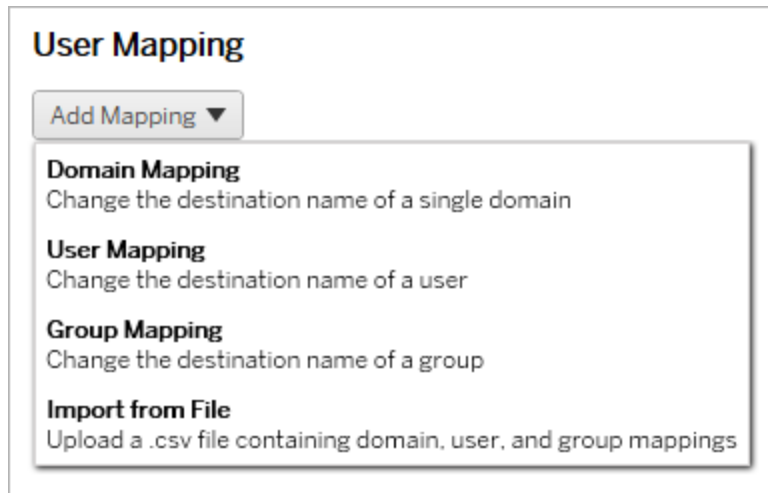 User Mapping
Add Mapping ▼
Domain Mapping
Change the destination name of a single domain
User Mapping
Change the destination name of a user
Group Mapping
Change the destination name of a group
Import from File
Upload a .csv file containing domain, user, and group mappings